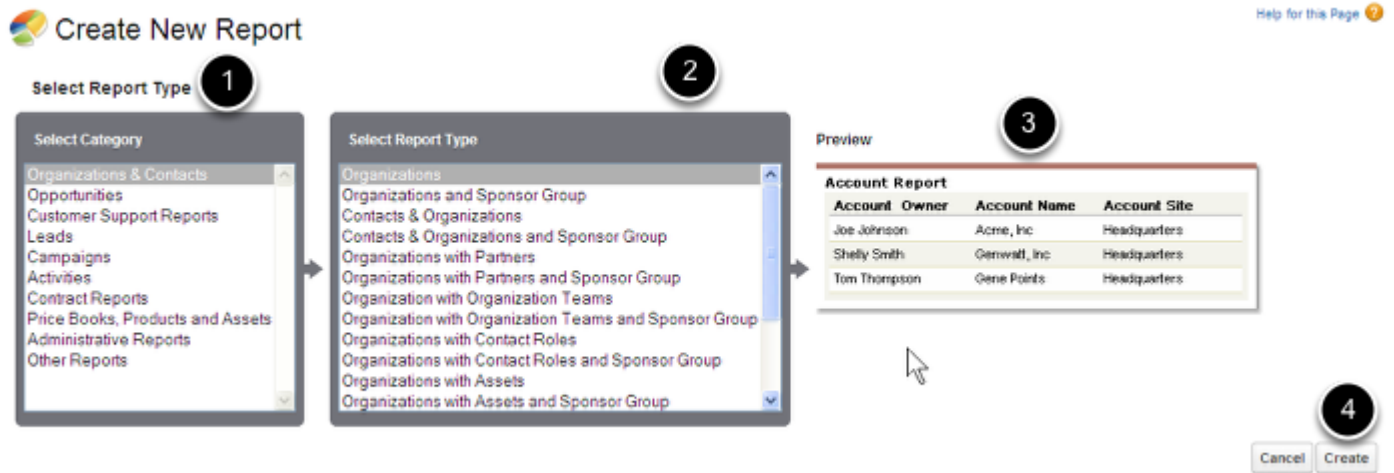 Help for this Page
Create New Report
1
Select Report Type
2
3
Select Category
Organizations & Contacts
Opportunities
Customer Support Reports
Leads
Campaigns
Activities
Contract Reports
Price Books, Products and Assets
Administrative Reports
Other Reports
Select Report Type
Organizations
Organizations and Sponsor Group
Contacts & Organizations
Contacts & Organizations and Sponsor Group
Organizations with Partners
Organizations with Partners and Sponsor Group
Organization with Organization Teams
Organization with Organization Teams and Sponsor Group
Organizations with Contact Roles
Organizations with Contact Roles and Sponsor Group
Organizations with Assets
Organizations with Assets and Sponsor Group
Preview
Account Report
Account Owner Account Name Account Site
Joe Johnson Acme, Inc Headquarters
Shelly Smith Genwatt, Inc Headquarters
Tom Thompson Gene Points Headquarters
4
Cancel Create